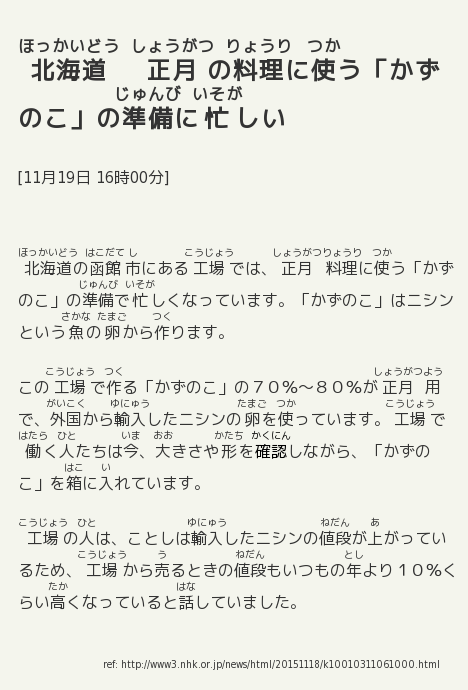 ほっかいどう しょうがつ りょうり つか
北海道 正月 の料理に使う「かず
じゅんび いそが
のこ」の準備に 忙 しい
[11月19日 16時00分]
ほっかいどう はこだて し こうじょう しょうがつりょうり つか
北海道の函館 市にある 工場 では、 正月 料理に使う「かず
じゅんび いそが
のこ」の準備で 忙 しくなっています。「かずのこ」はニシン
さかな たまご つく
という 魚 の 卵 から作ります。
こうじょう つく しょうがつよう
この 工場 で作る「かずのこ」の７０％〜８０％が 正月 用
がいこく ゆにゅう たまご つか こうじょう
で、外国から輸入したニシンの 卵 を使っています。 工場 で
はたら ひと いま おお かたち かくにん
働 く人たちは今、大きさや 形 を確認しながら、「かずの
はこ い
こ」を箱に入れています。
こうじょう ひと ゆにゅう ねだん あ
工場 の人は、ことしは輸入したニシンの値段が上がってい
こうじょう う ねだん とし
るため、 工場 から売るときの値段もいつもの年より１０％く
たか はな
らい高くなっていると話していました。
ref: http://www3.nhk.or.jp/news/html/20151118/k10010311061000.html